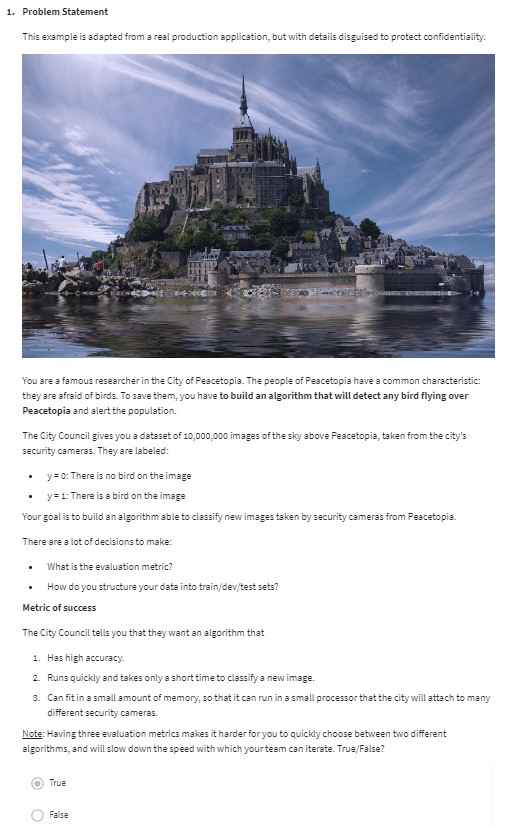 1. Problem Statement
This example is adapted from a real production application, but with details disguised to protect confidentiality.
You are a famous researcher in the City of Peacetopia. The people of Peacetopia have a common characteristic:
they are afraid of birds. To save them, you have to build an algorithm that will detect any bird flying over
Peacetopia and alert the population.
The City Council gives you a dataset of 10,000,000 images of the sky above Peacetopia, taken from the city's
security cameras. They are labeled:
• y = 0: There is no bird on the image
• y = 1: There is a bird on the image
Your goal is to build an algorithm able to classify new images taken by security cameras from Peacetopia.
There are a lot of decisions to make:
• What is the evaluation metric?
• How do you structure your data into train/dev/test sets?
Metric of success
The City Council tells you that they want an algorithm that
1. Has high accuracy.
2. Runs quickly and takes only a short time to classify a new image.
3. Can fit in a small amount of memory, so that it can run in a small processor that the city will attach to many
different security cameras.
Note: Having three evaluation metrics makes it harder for you to quickly choose between two different
algorithms, and will slow down the speed with which your team can iterate. True/False?
True
False